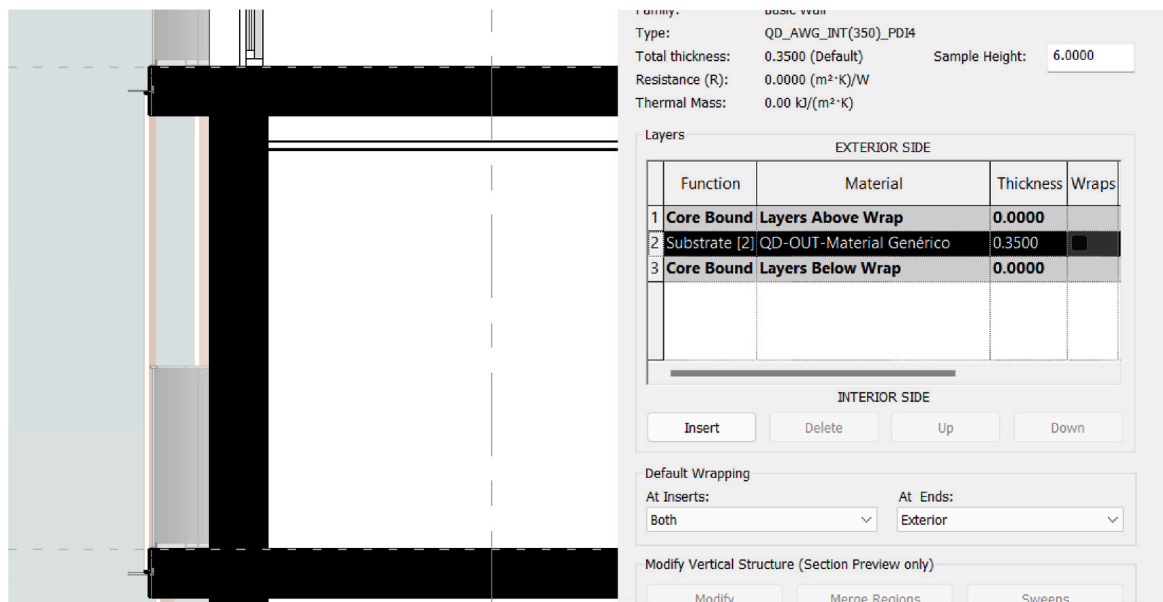 Family: Basic Wall
Type: QD_AWG_INT(350)_PDI4
Total thickness: 0.3500 (Default) Sample Height: 6.0000
Resistance (R): 0.0000 (m²·K)/W
Thermal Mass: 0.00 kJ/(m²·K)
Layers
EXTERIOR SIDE
Function Material Thickness Wraps
1 Core Bound Layers Above Wrap 0.0000
2 Substrate [2] QD-OUT-Material Genérico 0.3500
3 Core Bound Layers Below Wrap 0.0000
INTERIOR SIDE
Insert Delete Up Down
Default Wrapping
At Inserts: At Ends:
Both Exterior
Modify Vertical Structure (Section Preview only)
Modify Merge Regions Sweeps